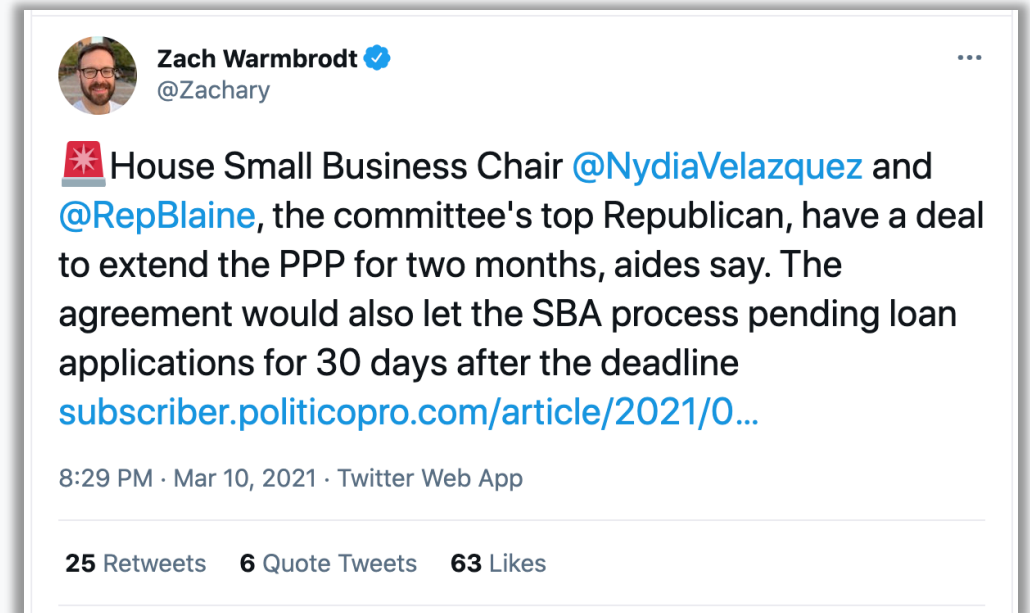 Zach Warmbrodt
@Zachary
House Small Business Chair @NydiaVelazquez and
@RepBlaine, the committee's top Republican, have a deal
to extend the PPP for two months, aides say. The
agreement would also let the SBA process pending loan
applications for 30 days after the deadline
subscriber.politicopro.com/article/2021/0...
8:29 PM · Mar 10, 2021 · Twitter Web App
25 Retweets 6 Quote Tweets 63 Likes